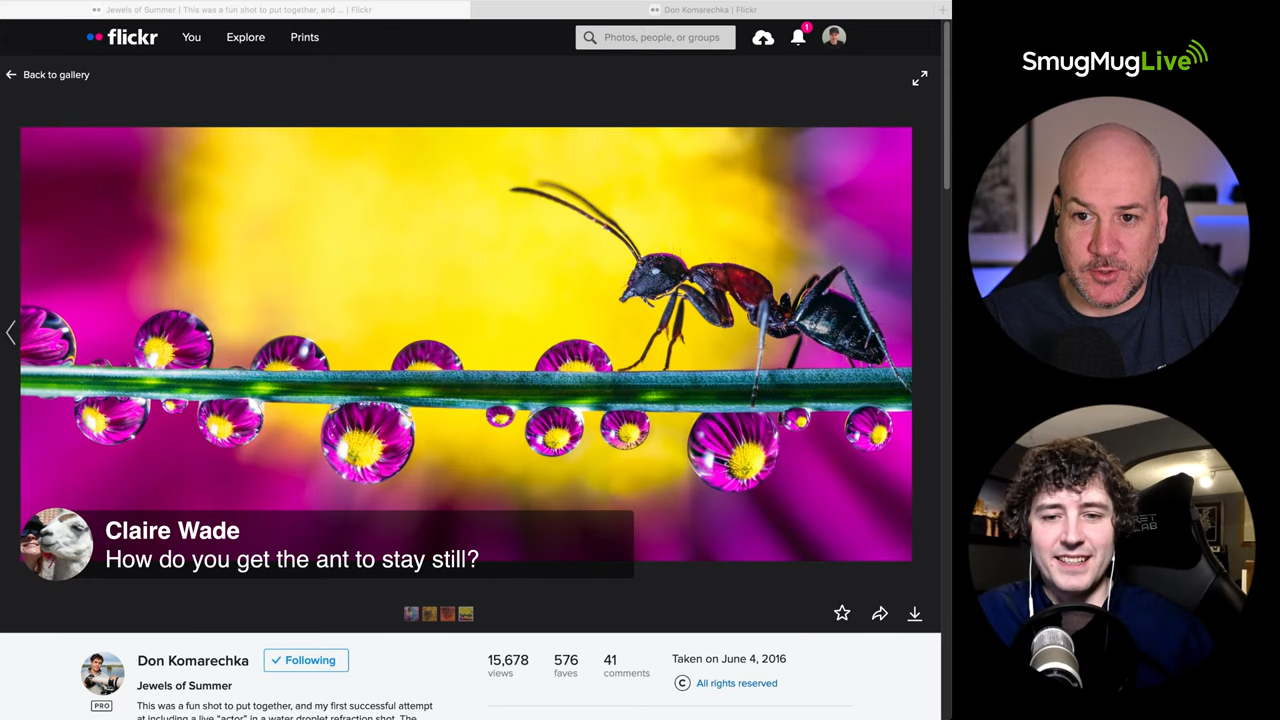 Jewels of Summer | This was a fun shot to put together, and ... | Flickr
Don Komarechka | Flickr
flickr
You
Explore
Prints
Photos, people, or groups
1
Back to gallery
SmugMugLive
Claire Wade
How do you get the ant to stay still?
Don Komarechka
Following
15,678
views
576
faves
41
comments
Taken on June 4, 2016
Jewels of Summer
© All rights reserved
PRO
This was a fun shot to put together, and my first successful attempt
at including a live "actor" in a water droplet refraction shot. The